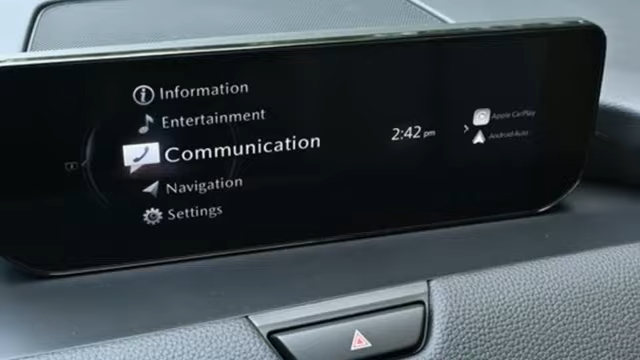 Information
Entertainment
Communication
Navigation
Settings
2:42 pm
Apple CarPlay
Android Auto